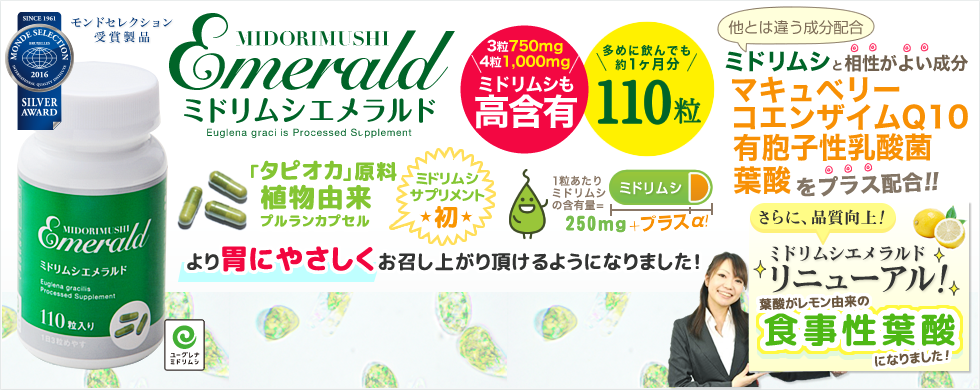 SINCE 1961
MONDE SELECTION
BRUXELLES
2016
INTERNATIONAL QUALITY INSTITUTE
SILVER
AWARD
モンドセレクション
受賞製品
MIDORIMUSHI
Emerald
ミドリムシエメラルド
Euglena graci is Processed Supplement
3粒750mg
4粒1,000mg
ミドリムシも
高含有
多めに飲んでも
約1ヶ月分
110粒
他とは違う成分配合
ミドリムシと相性がよい成分
マキュベリー
コエンザイムQ10
有胞子性乳酸菌
葉酸をプラス配合!!
「タピオカ」原料
植物由来
プルランカプセル
ミドリムシ
サプリメント
★初★
1粒あたり
ミドリムシ
の含有量=
ミドリムシ
250mg+プラスα!
より胃にやさしくお召し上がり頂けるようになりました!
さらに、品質向上!
ミドリムシエメラルド
リニューアル!
葉酸がレモン由来の
食事性葉酸
になりました!
MIDORIMUSHI
Emerald
ミドリムシエメラルド
Euglena gracilis
Processed Supplement
110粒入り
1日3粒めやす
ユーグレナ
ミドリムシ